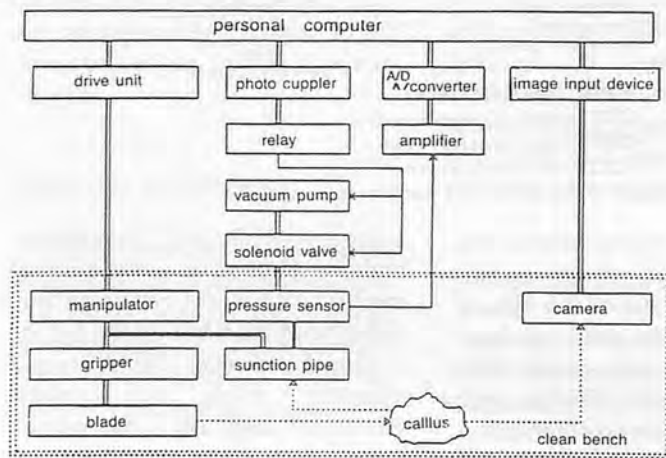 personal computer
drive unit
photo cuppler
A/D
^/converter
image input device
relay
amplifier
vacuum pump
solenoid valve
manipulator
pressure sensor
camera
gripper
sunction pipe
blade
calllus
clean bench